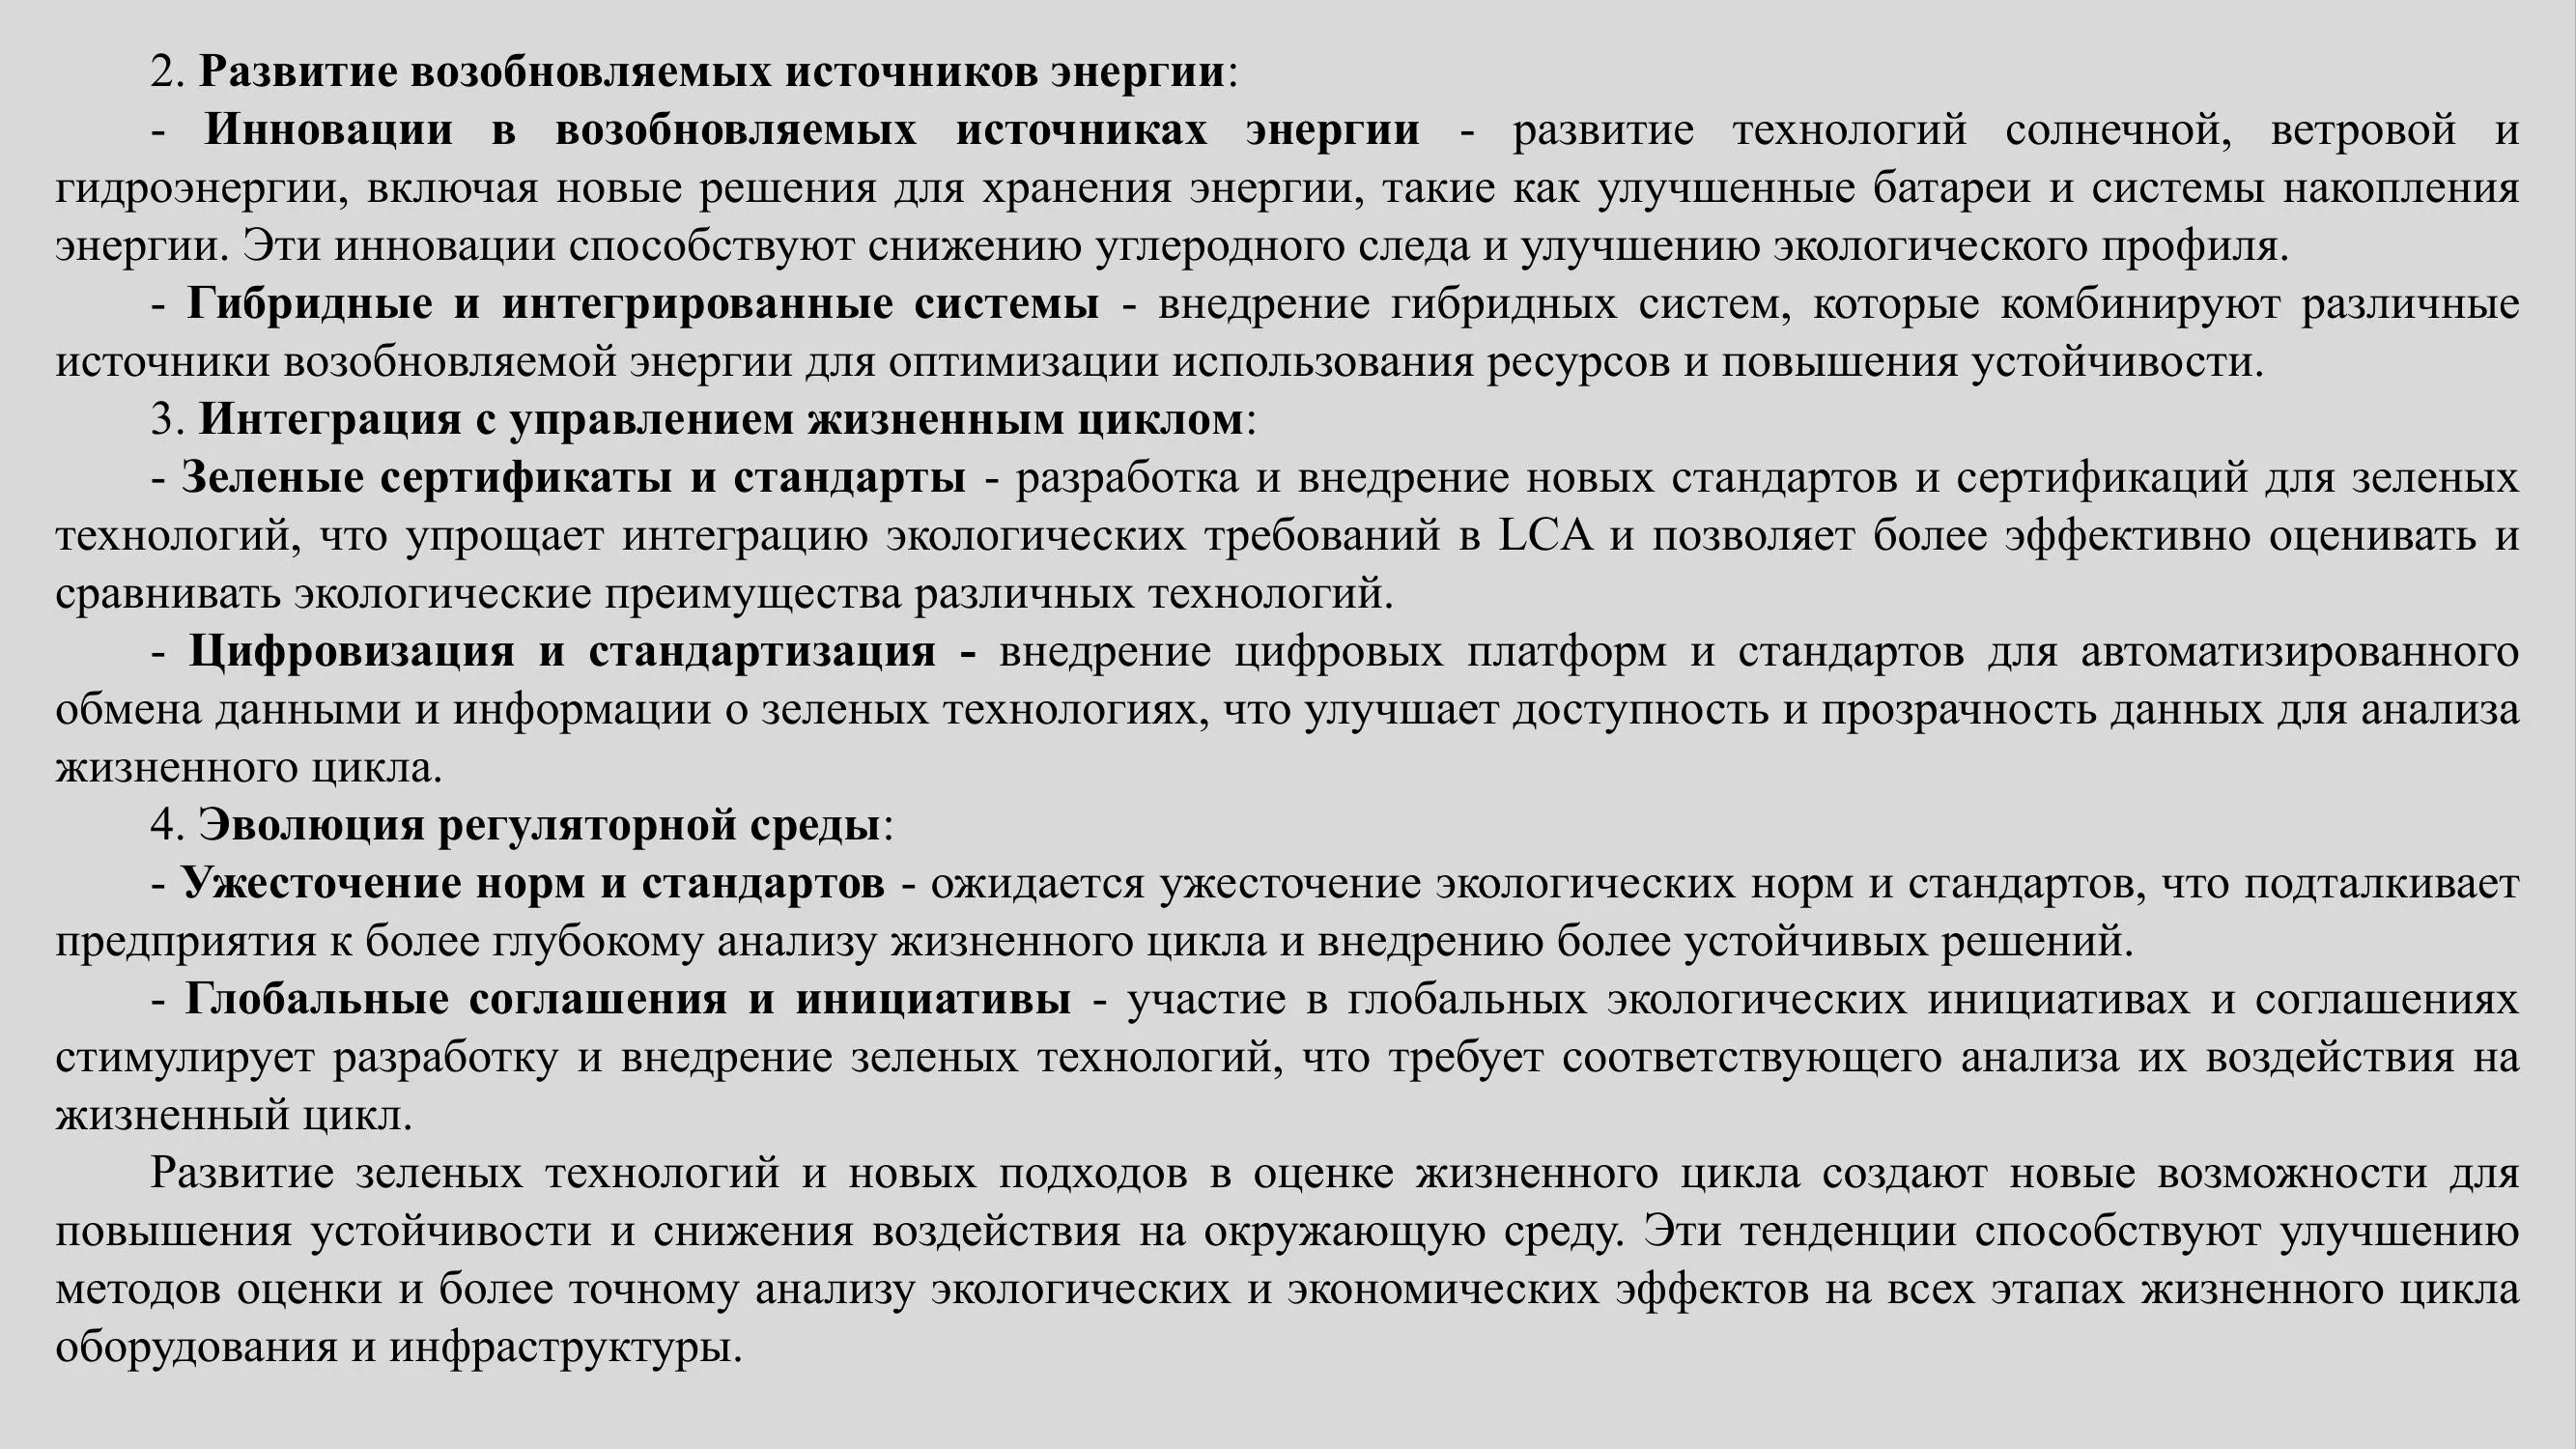 2. Развитие возобновляемых источников энергии:
- Инновации в возобновляемых источниках энергии - развитие технологий солнечной, ветровой и
гидроэнергии, включая новые решения для хранения энергии, такие как улучшенные батареи и системы накопления
энергии. Эти инновации способствуют снижению углеродного следа и улучшению экологического профиля.
- Гибридные и интегрированные системы - внедрение гибридных систем, которые комбинируют различные
источники возобновляемой энергии для оптимизации использования ресурсов и повышения устойчивости.
3. Интеграция с управлением жизненным циклом:
- Зеленые сертификаты и стандарты - разработка и внедрение новых стандартов и сертификаций для зеленых
технологий, что упрощает интеграцию экологических требований в LCA и позволяет более эффективно оценивать и
сравнивать экологические преимущества различных технологий.
- Цифровизация и стандартизация - внедрение цифровых платформ и стандартов для автоматизированного
обмена данными и информации о зеленых технологиях, что улучшает доступность и прозрачность данных для анализа
жизненного цикла.
4. Эволюция регуляторной среды:
- Ужесточение норм и стандартов - ожидается ужесточение экологических норм и стандартов, что подталкивает
предприятия к более глубокому анализу жизненного цикла и внедрению более устойчивых решений.
- Глобальные соглашения и инициативы - участие в глобальных экологических инициативах и соглашениях
стимулирует разработку и внедрение зеленых технологий, что требует соответствующего анализа их воздействия на
жизненный цикл.
Развитие зеленых технологий и новых подходов в оценке жизненного цикла создают новые возможности для
повышения устойчивости и снижения воздействия на окружающую среду. Эти тенденции способствуют улучшению
методов оценки и более точному анализу экологических и экономических эффектов на всех этапах жизненного цикла
оборудования и инфраструктуры.